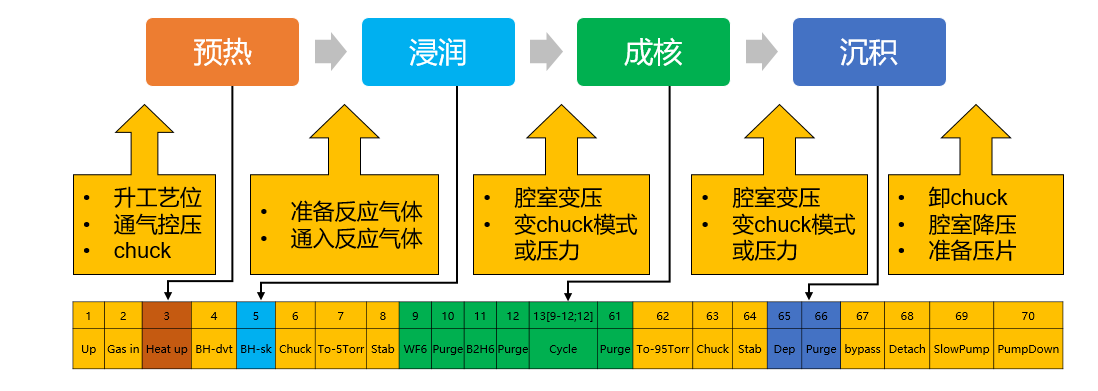 预热
浸润
成核
沉积
• 升工艺位
• 通气控压
• chuck
• 准备反应气体
• 通入反应气体
• 腔室变压
• 变chuck模式
或压力
• 腔室变压
• 变chuck模式
或压力
• 卸chuck
• 腔室降压
• 准备压片
1 2 3 4 5 6 7 8 9 10 11 12 13[9-12;12] 61 62 63 64 65 66 67 68 69 70
Up Gas in Heat up BH-dvt BH-sk Chuck To-5Torr Stab WF6 Purge B2H6 Purge Cycle Purge To-95Torr Chuck Stab Dep Purge bypass Detach SlowPump PumpDown